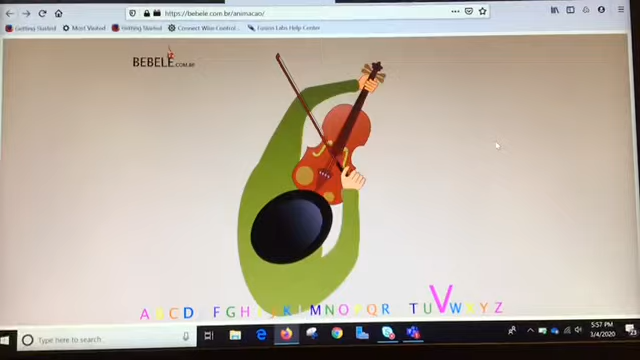 https://bebele.com.br/animacao/
Getting Started
Most Visited
Getting Started
Connect Wise Control...
Fusion Labs Help Center
BEBELE.COM.BR
A B C D F G H I J K L M N O P Q R T U V W X Y Z
Type here to search
5:57 PM
3/4/2020